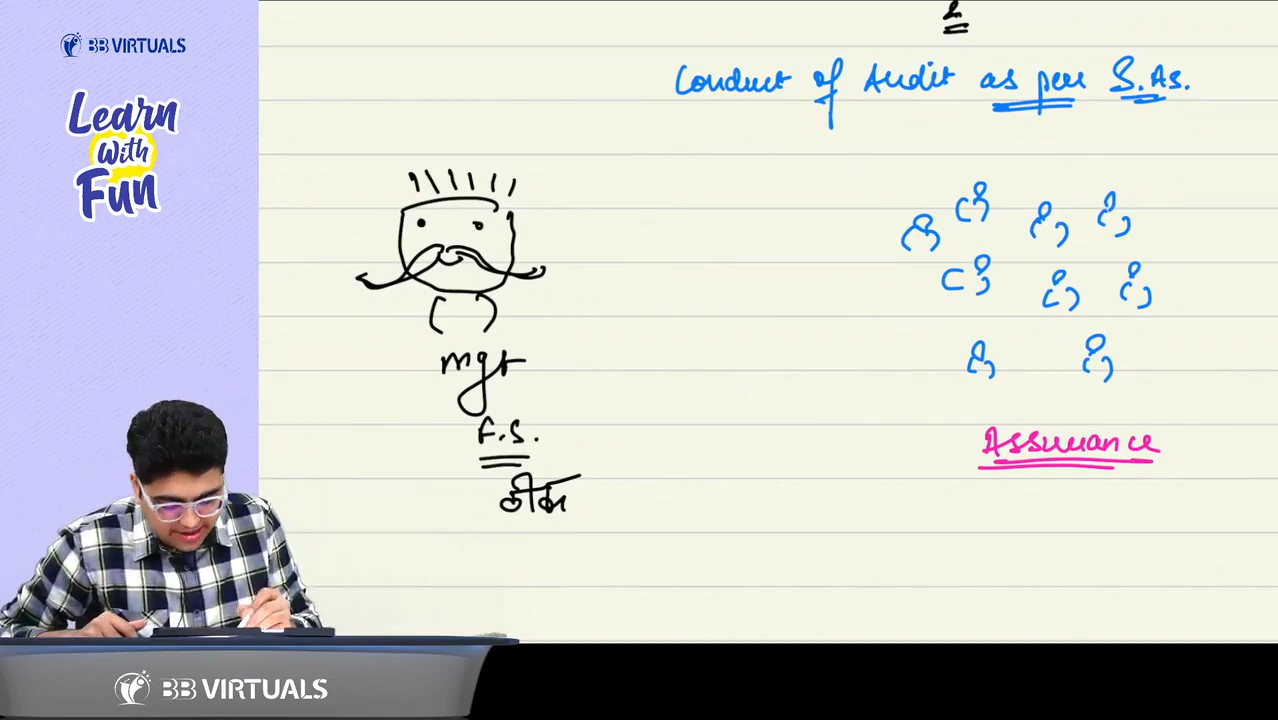 BB VIRTUALS
Learn
with
Fun
&
Conduct of Audit as per S.As.
mgt
F.S.
ठीक
Assurance
BB VIRTUALS